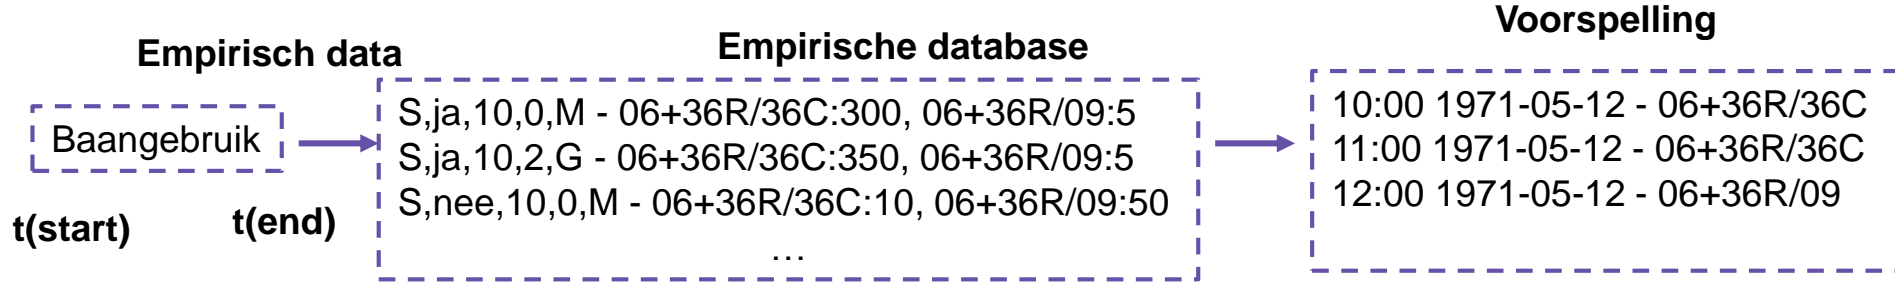 Empirisch data
Baangebruik
t(start)
t(end)
Empirische database
S,ja,10,0,M - 06+36R/36C:300, 06+36R/09:5
S,ja,10,2,G - 06+36R/36C:350, 06+36R/09:5
S,nee,10,0,M - 06+36R/36C:10, 06+36R/09:50
…
Voorspelling
10:00 1971-05-12 - 06+36R/36C
11:00 1971-05-12 - 06+36R/36C
12:00 1971-05-12 - 06+36R/09